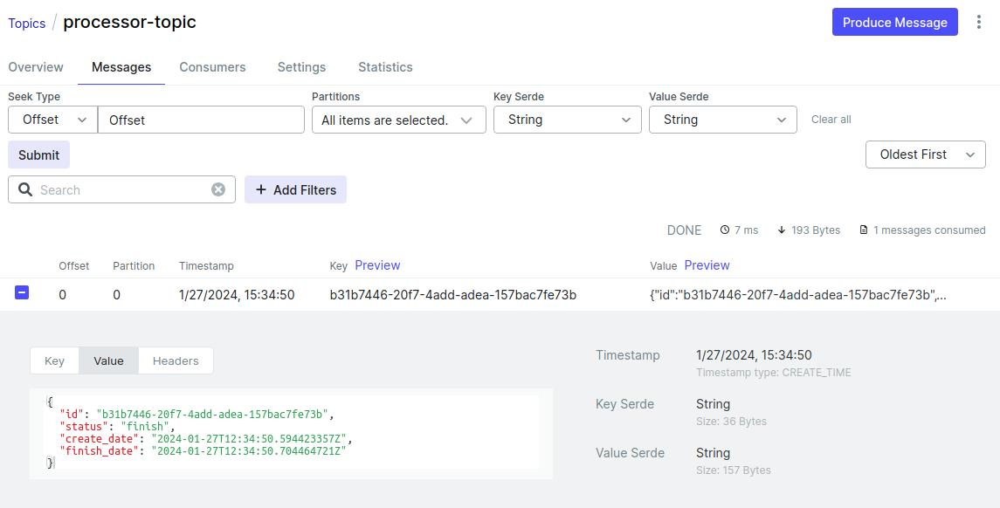 Topics / processor-topic
Produce Message
Overview Messages Consumers Settings Statistics
Seek Type Partitions Key Serde Value Serde
Offset Offset All items are selected. String String Clear all
Submit Oldest First
Search + Add Filters
DONE 7 ms 193 Bytes 1 messages consumed
Offset Partition Timestamp Key Preview Value Preview
0 0 1/27/2024, 15:34:50 b31b7446-20f7-4add-adea-157bac7fe73b {"id":"b31b7446-20f7-4add-adea-157bac7fe73b",...
Key Value Headers
{
"id": "b31b7446-20f7-4add-adea-157bac7fe73b",
"status": "finish",
"create_date": "2024-01-27T12:34:50.594423357Z",
"finish_date": "2024-01-27T12:34:50.704464721Z"
}
Timestamp 1/27/2024, 15:34:50
Timestamp type: CREATE_TIME
Key Serde String
Size: 36 Bytes
Value Serde String
Size: 157 Bytes